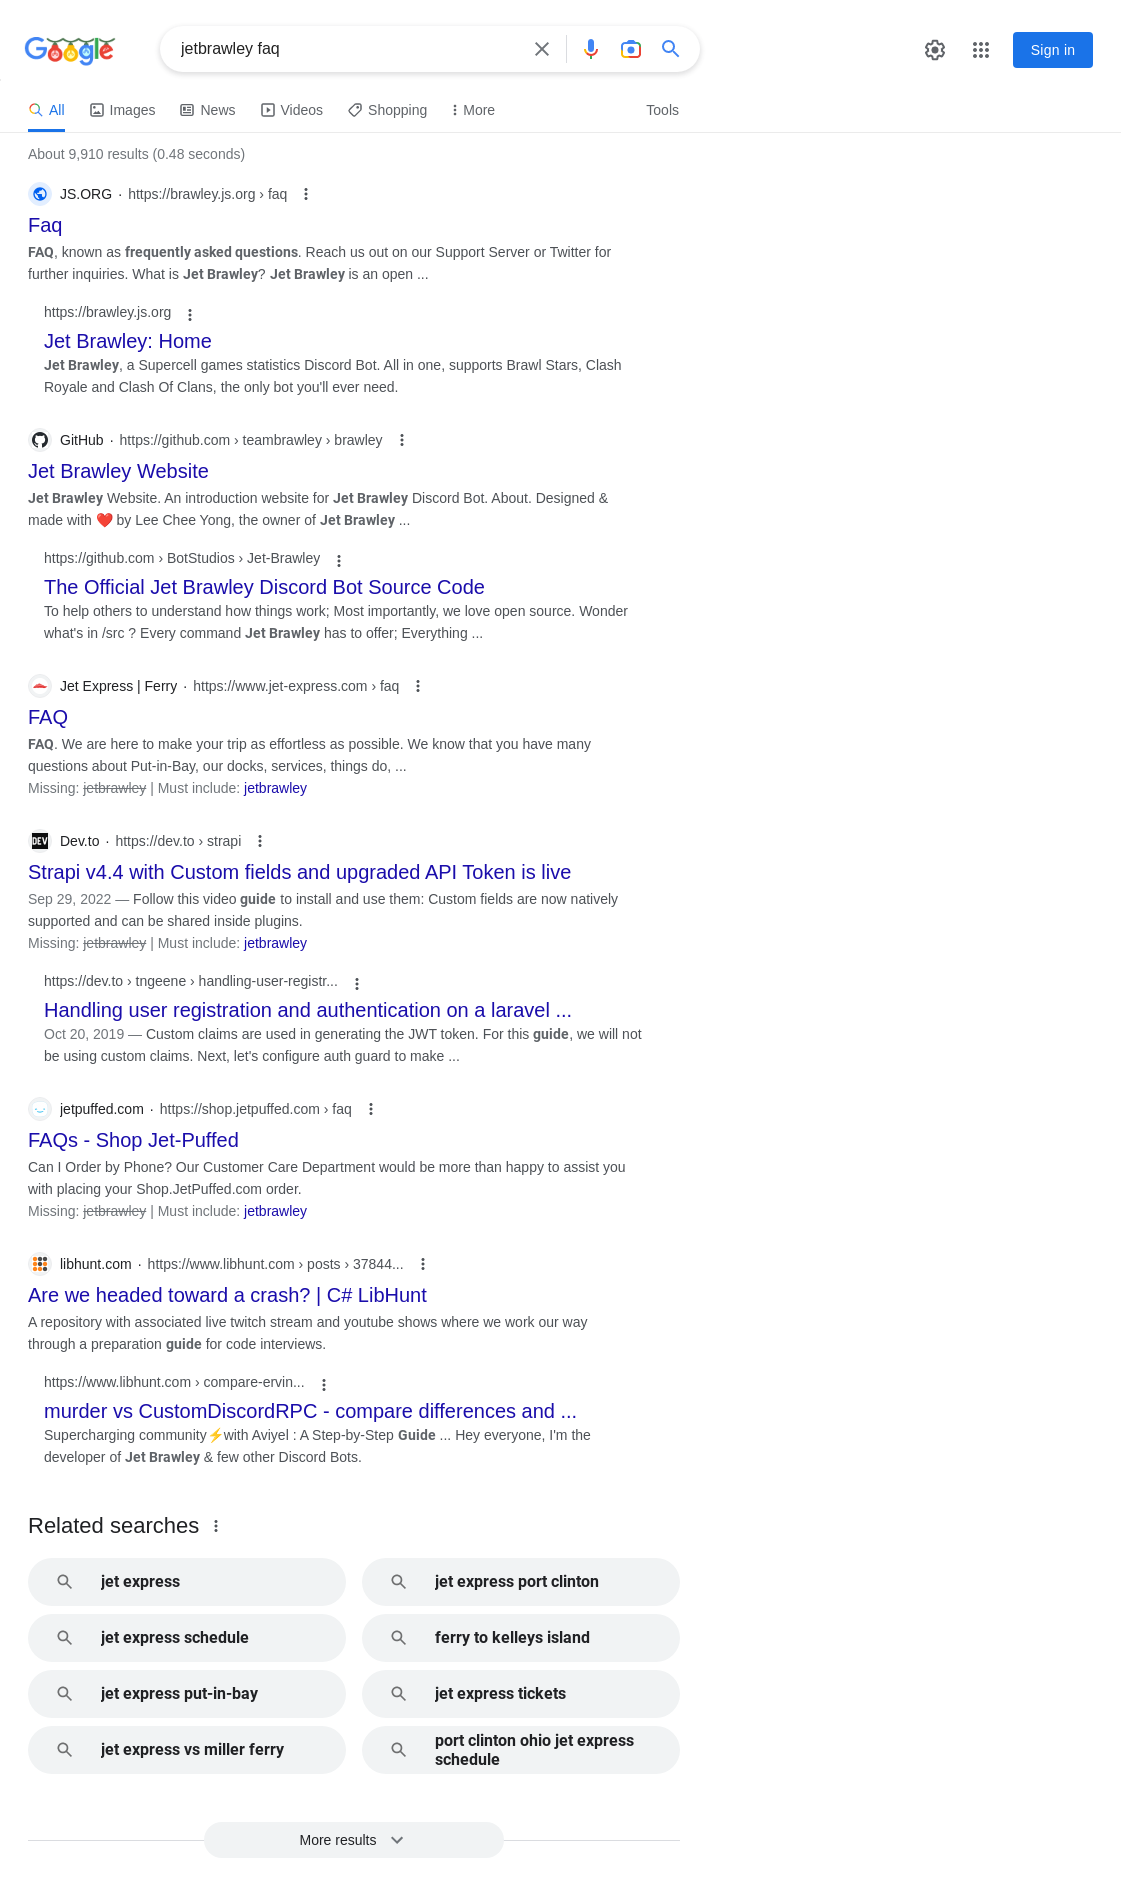 Google
jetbrawley faq
Sign in
All
Images
News
Videos
Shopping
More
Tools
About 9,910 results (0.48 seconds)
JS.ORG · https://brawley.js.org › faq
Faq
FAQ, known as frequently asked questions. Reach us out on our Support Server or Twitter for
further inquiries. What is Jet Brawley? Jet Brawley is an open ...
https://brawley.js.org
Jet Brawley: Home
Jet Brawley, a Supercell games statistics Discord Bot. All in one, supports Brawl Stars, Clash
Royale and Clash Of Clans, the only bot you'll ever need.
GitHub · https://github.com › teambrawley › brawley
Jet Brawley Website
Jet Brawley Website. An introduction website for Jet Brawley Discord Bot. About. Designed &
made with ❤️ by Lee Chee Yong, the owner of Jet Brawley ...
https://github.com › BotStudios › Jet-Brawley
The Official Jet Brawley Discord Bot Source Code
To help others to understand how things work; Most importantly, we love open source. Wonder
what's in /src ? Every command Jet Brawley has to offer; Everything ...
Jet Express | Ferry · https://www.jet-express.com › faq
FAQ
FAQ. We are here to make your trip as effortless as possible. We know that you have many
questions about Put-in-Bay, our docks, services, things do, ...
Missing: jetbrawley | Must include: jetbrawley
DEV
Dev.to · https://dev.to › strapi
Strapi v4.4 with Custom fields and upgraded API Token is live
Sep 29, 2022 — Follow this video guide to install and use them: Custom fields are now natively
supported and can be shared inside plugins.
Missing: jetbrawley | Must include: jetbrawley
https://dev.to › tngeene › handling-user-registr...
Handling user registration and authentication on a laravel ...
Oct 20, 2019 — Custom claims are used in generating the JWT token. For this guide, we will not
be using custom claims. Next, let's configure auth guard to make ...
jetpuffed.com · https://shop.jetpuffed.com › faq
FAQs - Shop Jet-Puffed
Can I Order by Phone? Our Customer Care Department would be more than happy to assist you
with placing your Shop.JetPuffed.com order.
Missing: jetbrawley | Must include: jetbrawley
libhunt.com · https://www.libhunt.com › posts › 37844...
Are we headed toward a crash? | C# LibHunt
A repository with associated live twitch stream and youtube shows where we work our way
through a preparation guide for code interviews.
https://www.libhunt.com › compare-ervin...
murder vs CustomDiscordRPC - compare differences and ...
Supercharging community⚡with Aviyel : A Step-by-Step Guide ... Hey everyone, I'm the
developer of Jet Brawley & few other Discord Bots.
Related searches
jet express
jet express port clinton
jet express schedule
ferry to kelleys island
jet express put-in-bay
jet express tickets
jet express vs miller ferry
port clinton ohio jet express
schedule
More results